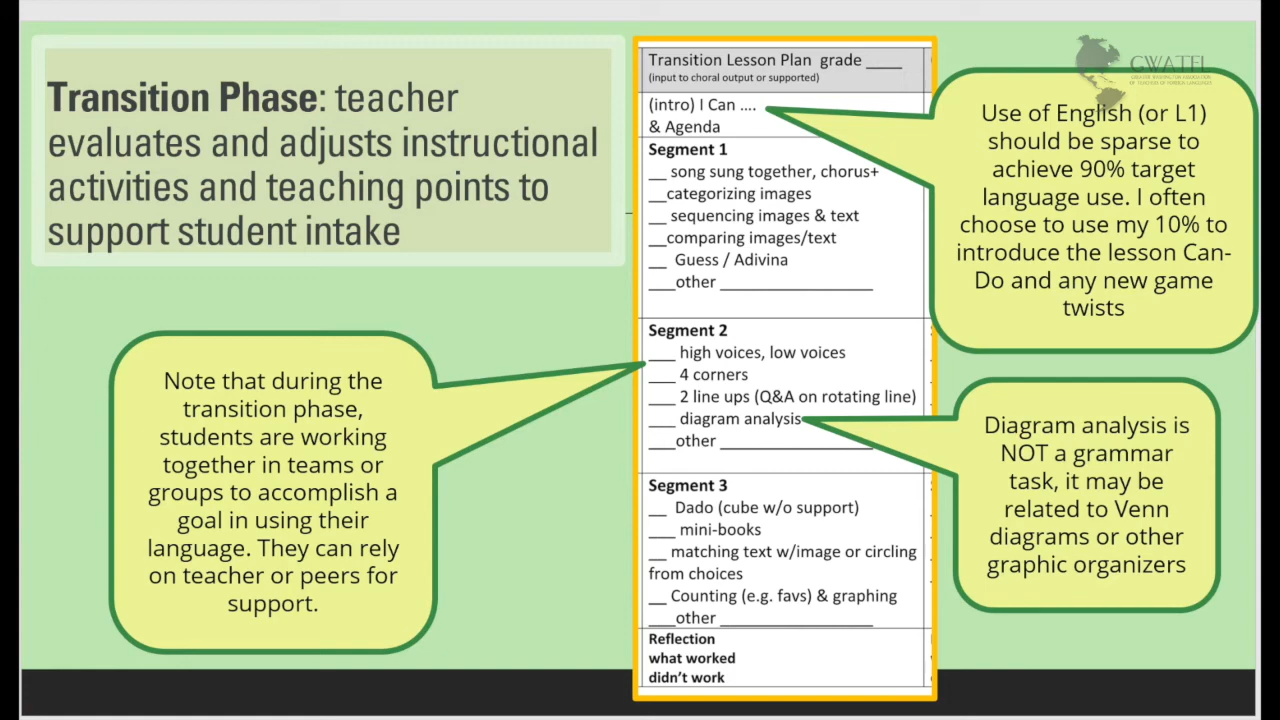 Transition Phase: teacher
evaluates and adjusts instructional
activities and teaching points to
support student intake
Note that during the
transition phase,
students are working
together in teams or
groups to accomplish a
goal in using their
language. They can rely
on teacher or peers for
support.
Transition Lesson Plan grade ____
(input to choral output or supported)
(intro) I Can ....
& Agenda
Segment 1
__ song sung together, chorus+
__categorizing images
__ sequencing images & text
__comparing images/text
__ Guess / Adivina
___other _________________
Segment 2
___ high voices, low voices
___ 4 corners
___ 2 line ups (Q&A on rotating line)
___ diagram analysis
___other _________________
Segment 3
__ Dado (cube w/o support)
___ mini-books
__ matching text w/image or circling
from choices
__ Counting (e.g. favs) & graphing
___other _________________
Reflection
what worked
didn't work
GWATFL
Use of English (or L1)
should be sparse to
achieve 90% target
language use. I often
choose to use my 10% to
introduce the lesson Can-
Do and any new game
twists
Diagram analysis is
NOT a grammar
task, it may be
related to Venn
diagrams or other
graphic organizers